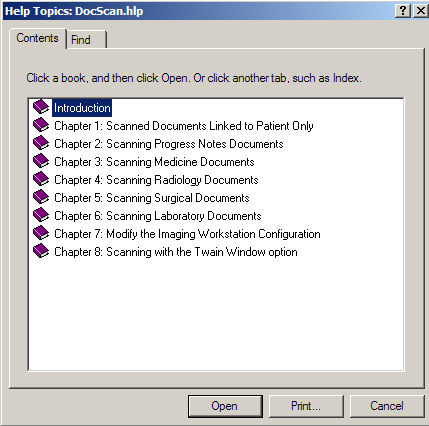 Help Topics: DocScan.hlp
Contents
Find
Click a book, and then click Open. Or click another tab, such as Index.
Introduction
Chapter 1: Scanned Documents Linked to Patient Only
Chapter 2: Scanning Progress Notes Documents
Chapter 3: Scanning Medicine Documents
Chapter 4: Scanning Radiology Documents
Chapter 5: Scanning Surgical Documents
Chapter 6: Scanning Laboratory Documents
Chapter 7: Modify the Imaging Workstation Configuration
Chapter 8: Scanning with the Twain Window option
Open
Print...
Cancel